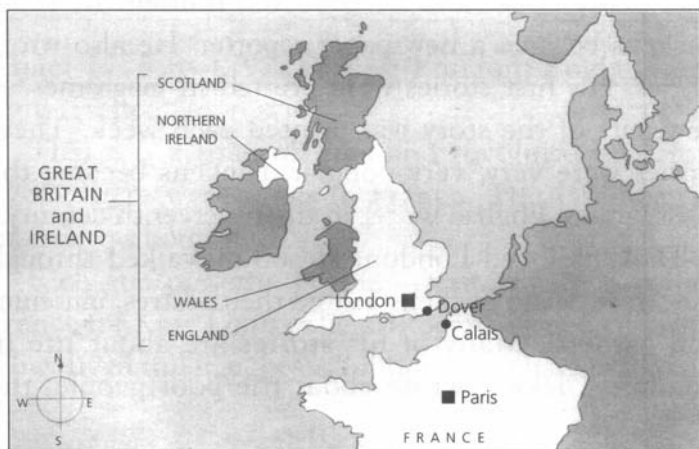 SCOTLAND
NORTHERN
IRELAND
GREAT
BRITAIN
and
IRELAND
WALES
ENGLAND
London
Dover
Calais
Paris
FRANCE
N
W
E
S